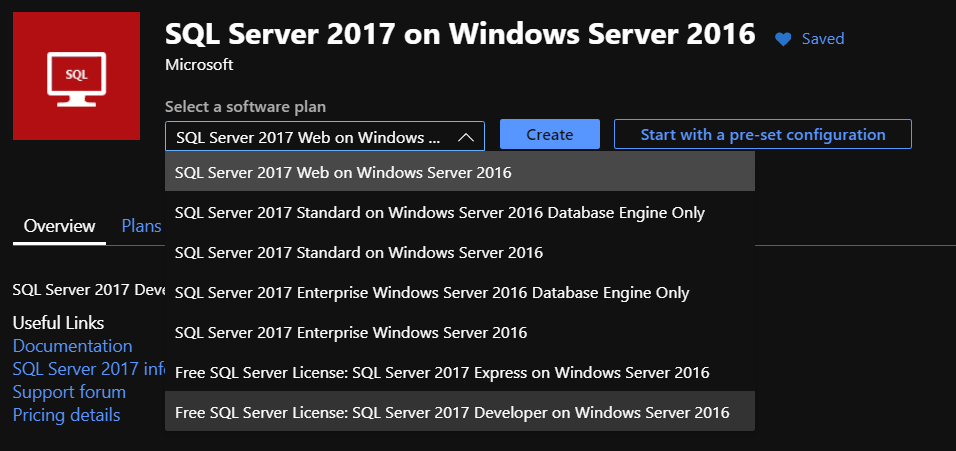 SQL
SQL Server 2017 on Windows Server 2016
Saved
Microsoft
Select a software plan
SQL Server 2017 Web on Windows ...
Create
Start with a pre-set configuration
SQL Server 2017 Web on Windows Server 2016
SQL Server 2017 Standard on Windows Server 2016 Database Engine Only
SQL Server 2017 Standard on Windows Server 2016
SQL Server 2017 Enterprise Windows Server 2016 Database Engine Only
SQL Server 2017 Enterprise Windows Server 2016
Free SQL Server License: SQL Server 2017 Express on Windows Server 2016
Free SQL Server License: SQL Server 2017 Developer on Windows Server 2016
Overview
Plans
SQL Server 2017 Deve
Useful Links
Documentation
SQL Server 2017 info
Support forum
Pricing details